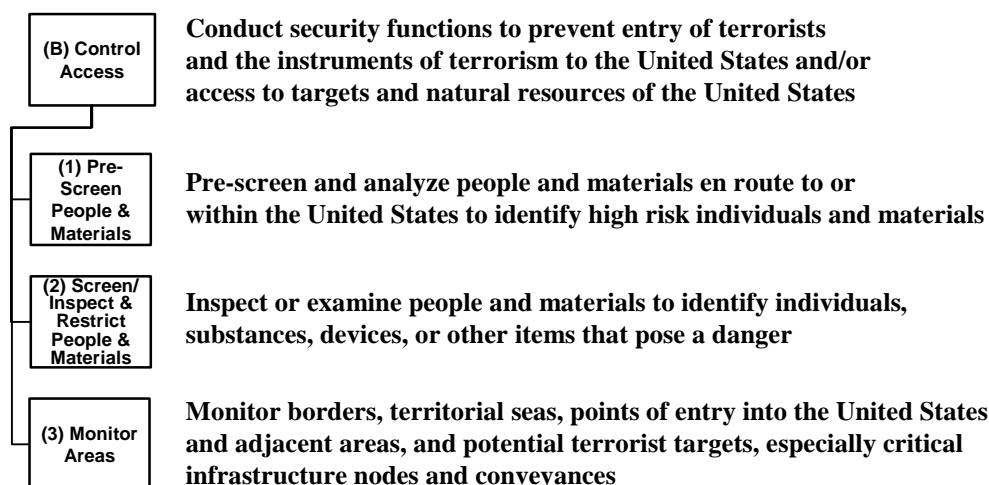 (B) Control
Access
Conduct security functions to prevent entry of terrorists
and the instruments of terrorism to the United States and/or
access to targets and natural resources of the United States
(1) Pre-
Screen
People &
Materials
Pre-screen and analyze people and materials en route to or
within the United States to identify high risk individuals and materials
(2) Screen/
Inspect &
Restrict
People &
Materials
Inspect or examine people and materials to identify individuals,
substances, devices, or other items that pose a danger
(3) Monitor
Areas
Monitor borders, territorial seas, points of entry into the United States
and adjacent areas, and potential terrorist targets, especially critical
infrastructure nodes and conveyances